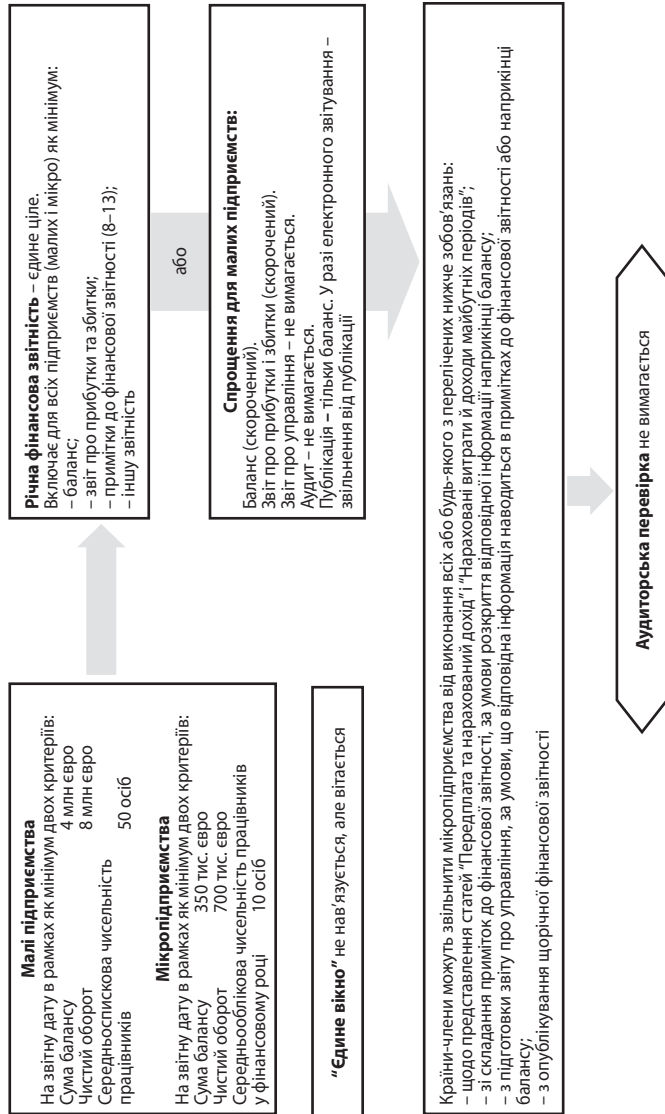 Малі підприємства
На звітну дату в рамках як мінімум двох критеріїв:
Сума балансу 4 млн євро
Чистий оборот 8 млн євро
Середньоспискова чисельність
працівників 50 осіб
Мікропідприємства
На звітну дату в рамках як мінімум двох критеріїв:
Сума балансу 350 тис. євро
Чистий оборот 700 тис. евро
Середньооблікова чисельність працівників
у фінансовому році 10 осіб
Річна фінансова звітність – єдине ціле.
Включає для всіх підприємств (малих і мікро) як мінімум:
– баланс;
– звіт про прибутки та збитки;
– примітки до фінансової звітності (8–13);
– іншу звітність
"Єдине вікно" не нав'язується, але вітається
або
Спрощення для малих підприємств:
Баланс (скорочений).
Звіт про прибутки і збитки (скорочений).
Звіт про управління – не вимагається.
Аудит – не вимагається.
Публікація – тільки баланс. У разі електронного звітування –
звільнення від публікації
Країни-члени можуть звільнити мікропідприємства від виконання всіх або будь-якого з перелічених нижче зобов'язань:
– щодо представлення статей "Передплата та нарахований дохід" і "Нараховані витрати й доходи майбутніх періодів";
– зі складання приміток до фінансової звітності, за умови розкриття відповідної інформації наприкінці балансу;
– з підготовки звіту про управління, за умови, що відповідна інформація наводиться в примітках до фінансової звітності або наприкінці
балансу;
– з опублікування щорічної фінансової звітності
Аудиторська перевірка не вимагається